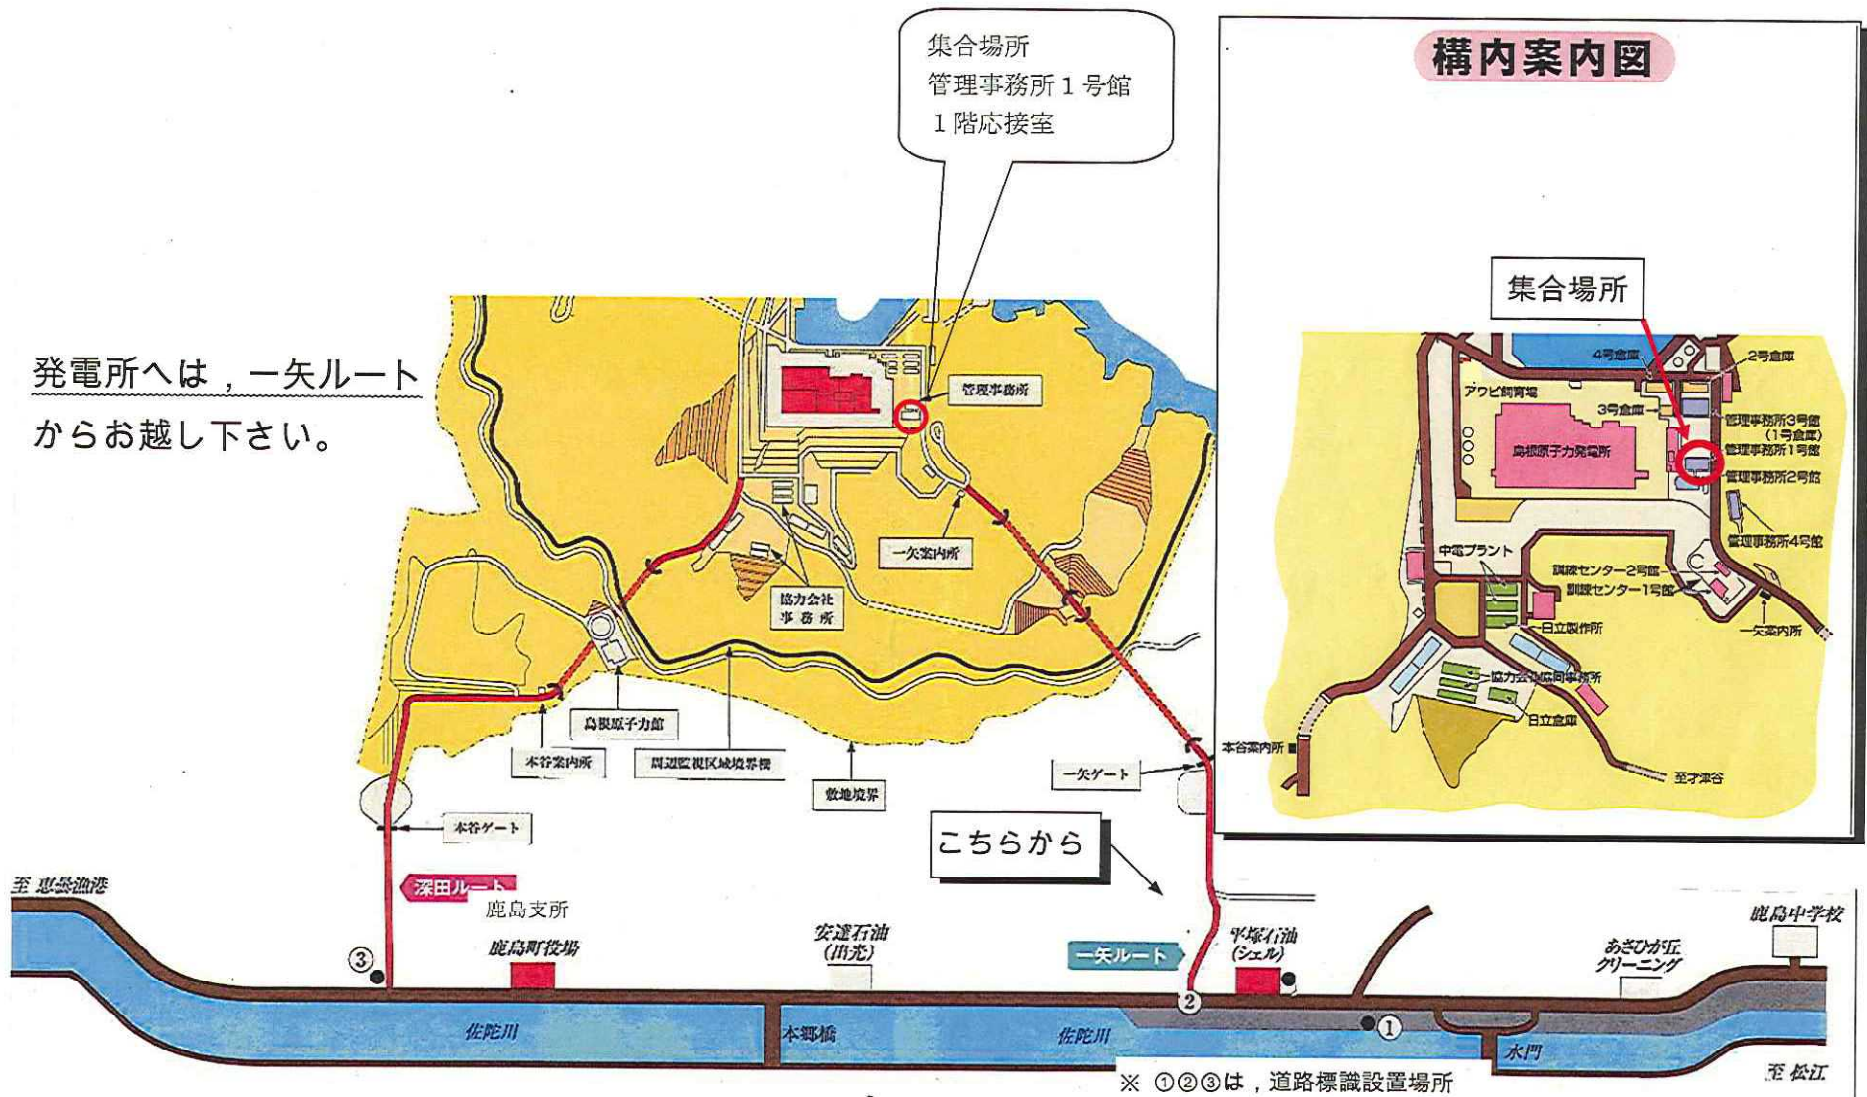 集合場所
管理事務所1号館
1階応接室
構内案内図
集合場所
発電所へは，一矢ルート
からお越し下さい。
管理事務所
一矢案内所
協力会社
事務所
島根原子力館
本谷案内所
周辺監視区域境界柵
敷地境界
一矢ゲート
本谷ゲート
こちらから
4号倉庫
2号倉庫
アワビ飼育場
3号倉庫
管理事務所3号館
(1号倉庫)
管理事務所1号館
島根原子力発電所
管理事務所2号館
管理事務所4号館
中電プラント
訓練センター2号館
訓練センター1号館
日立製作所
一矢案内所
協力会社協同事務所
日立倉庫
本谷案内所
至才津谷
至 恵曇漁港
深田ルート
鹿島支所
鹿島町役場
安達石油
(出光)
一矢ルート
平塚石油
(シェル)
あさひが丘
クリーニング
鹿島中学校
③
②
①
佐陀川
本郷橋
佐陀川
水門
至 松江
※ ①②③は，道路標識設置場所